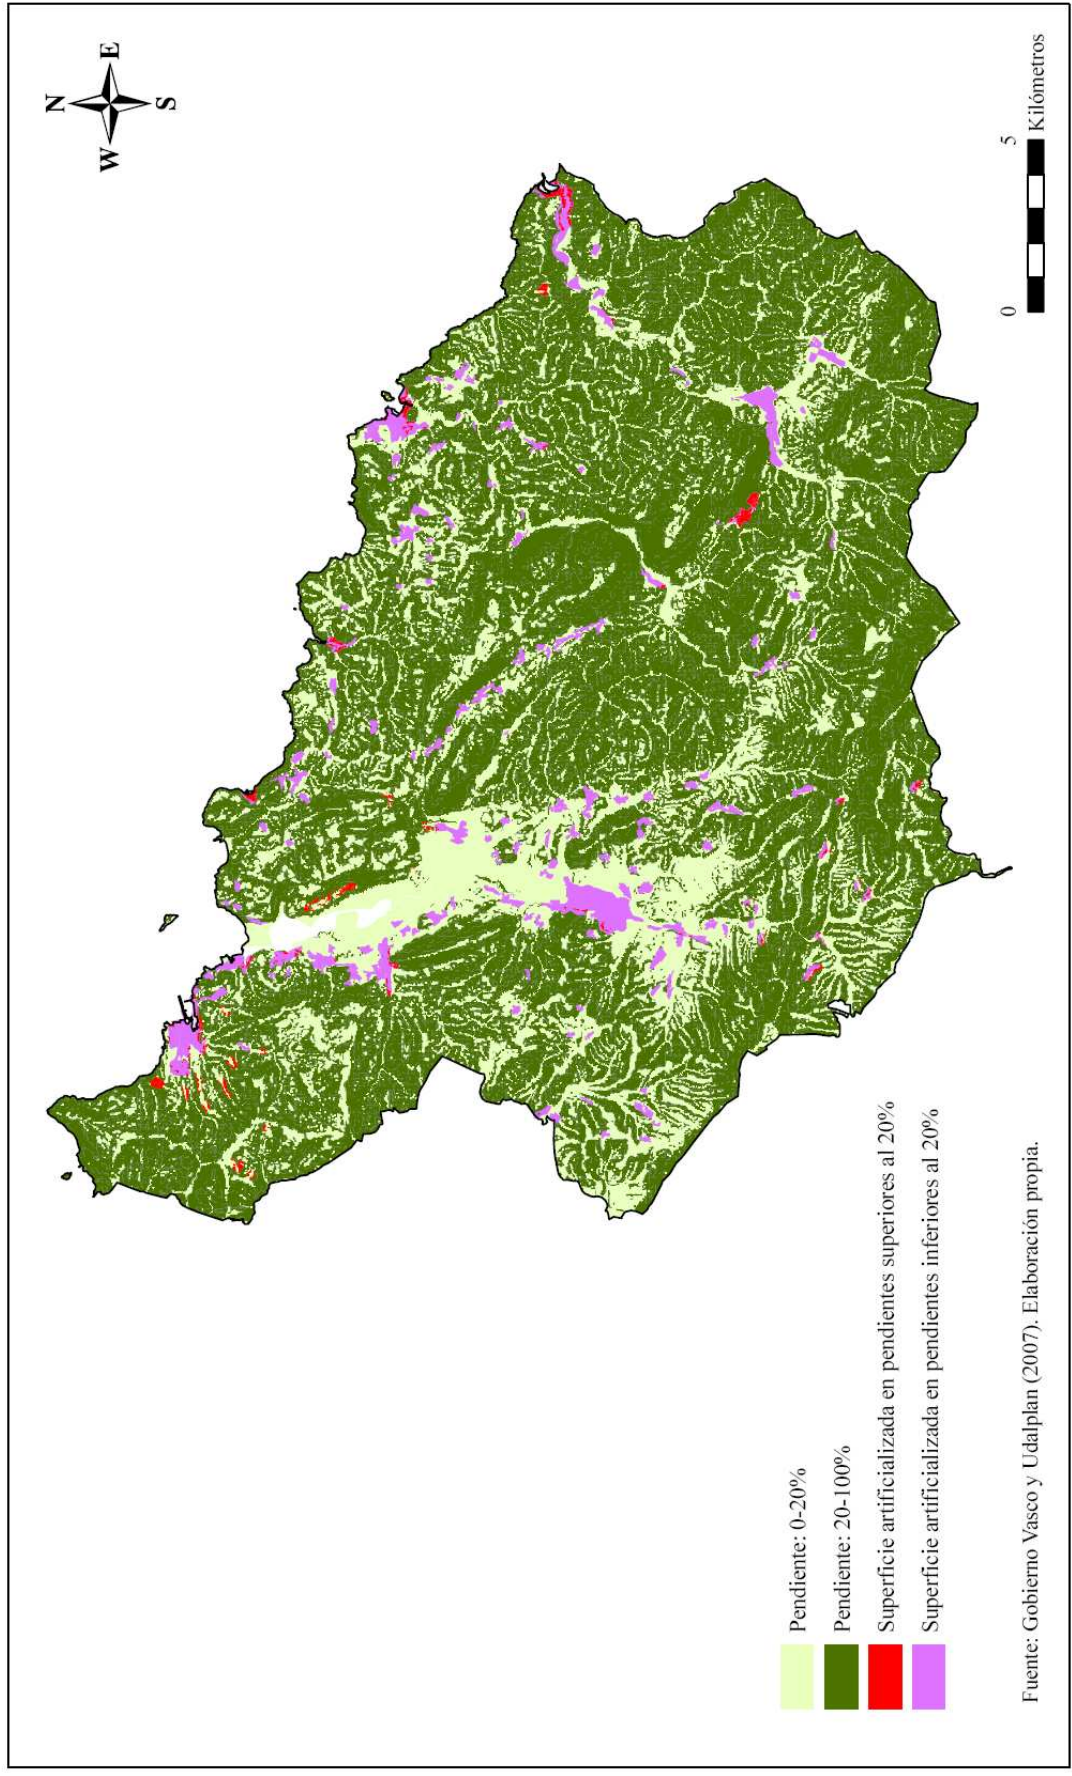 N
W
E
S
0
5
Kilómetros
Pendiente: 0-20%
Pendiente: 20-100%
Superficie artificializada en pendientes superiores al 20%
Superficie artificializada en pendientes inferiores al 20%
Fuente: Gobierno Vasco y Udalplan (2007). Elaboración propia.